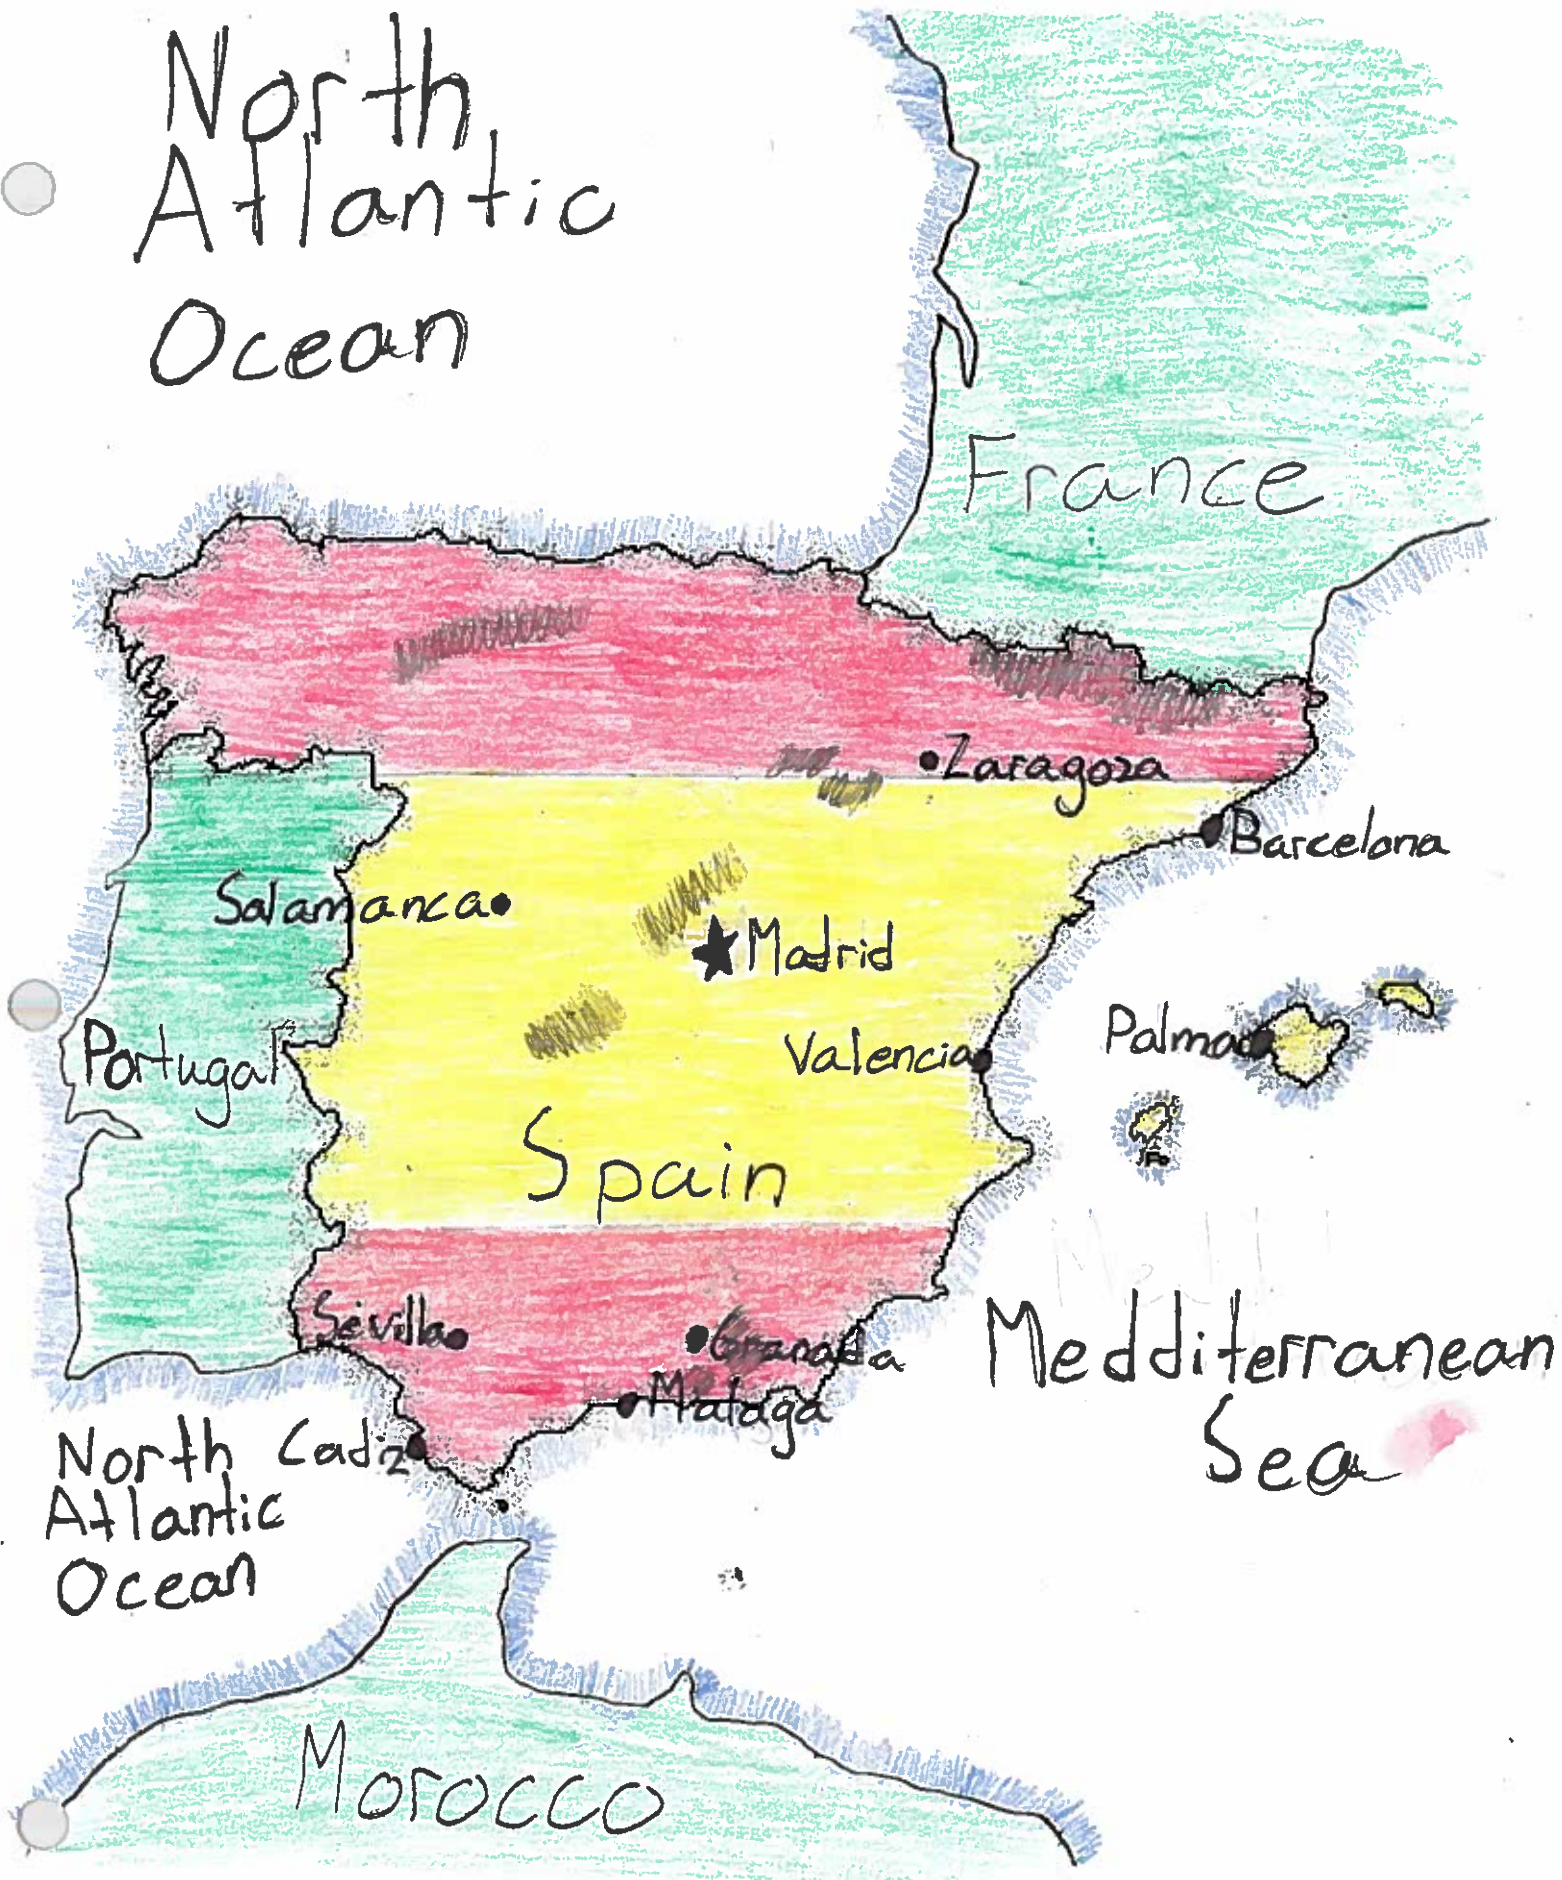 North
Atlantic
Ocean
France
Zaragoza
Barcelona
Salamanca
Madrid
Portugal
Valencia
Palma
Spain
Sevilla
Granada
Malaga
Medditerranean
Sea
Cadiz
North
Atlantic
Ocean
Morocco